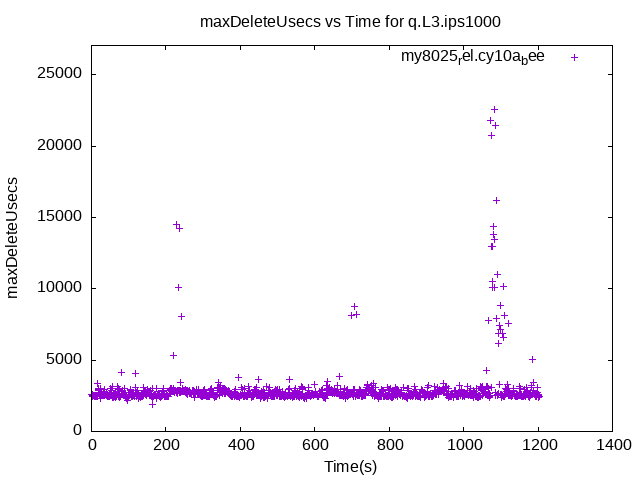 maxDeleteUsecs vs Time for q.L3.ips1000
my8025rel.cy10abee
25000
20000
15000
10000
5000
0
maxDeleteUsecs
0 200 400 600 800 1000 1200 1400
Time(s)